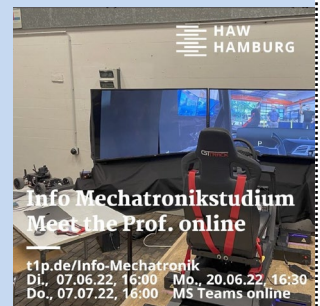 HAW
HAMBURG
Info Mechatronikstudium
Meet the Prof. online
t1p.de/Info-Mechatronik
Di., 07.06.22, 16:00 Mo., 20.06.22, 16:30
Do., 07.07.22, 16:00 MS Teams online